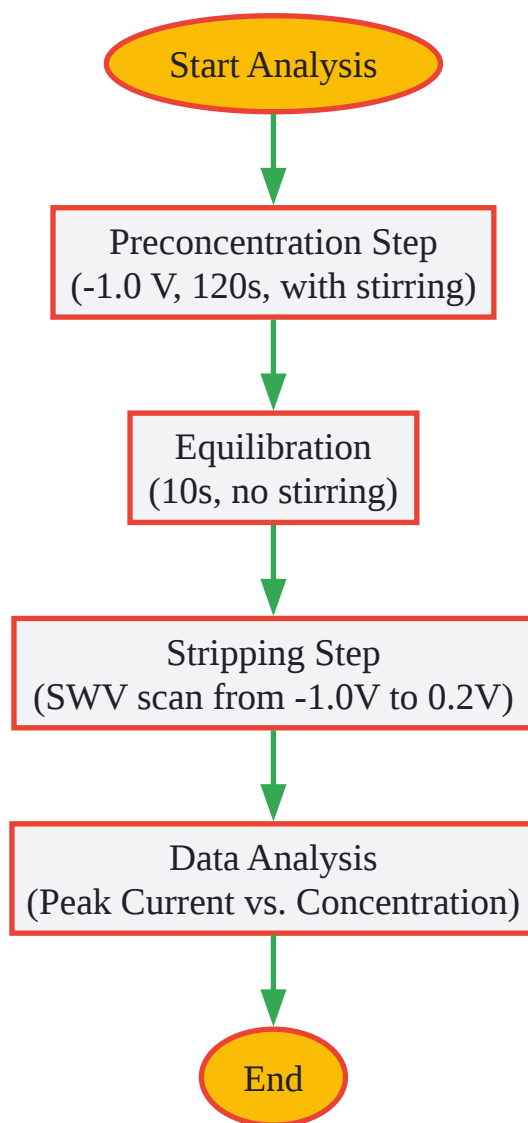 Start Analysis
Preconcentration Step
(-1.0 V, 120s, with stirring)
Equilibration
(10s, no stirring)
Stripping Step
(SWV scan from -1.0V to 0.2V)
Data Analysis
(Peak Current vs. Concentration)
End